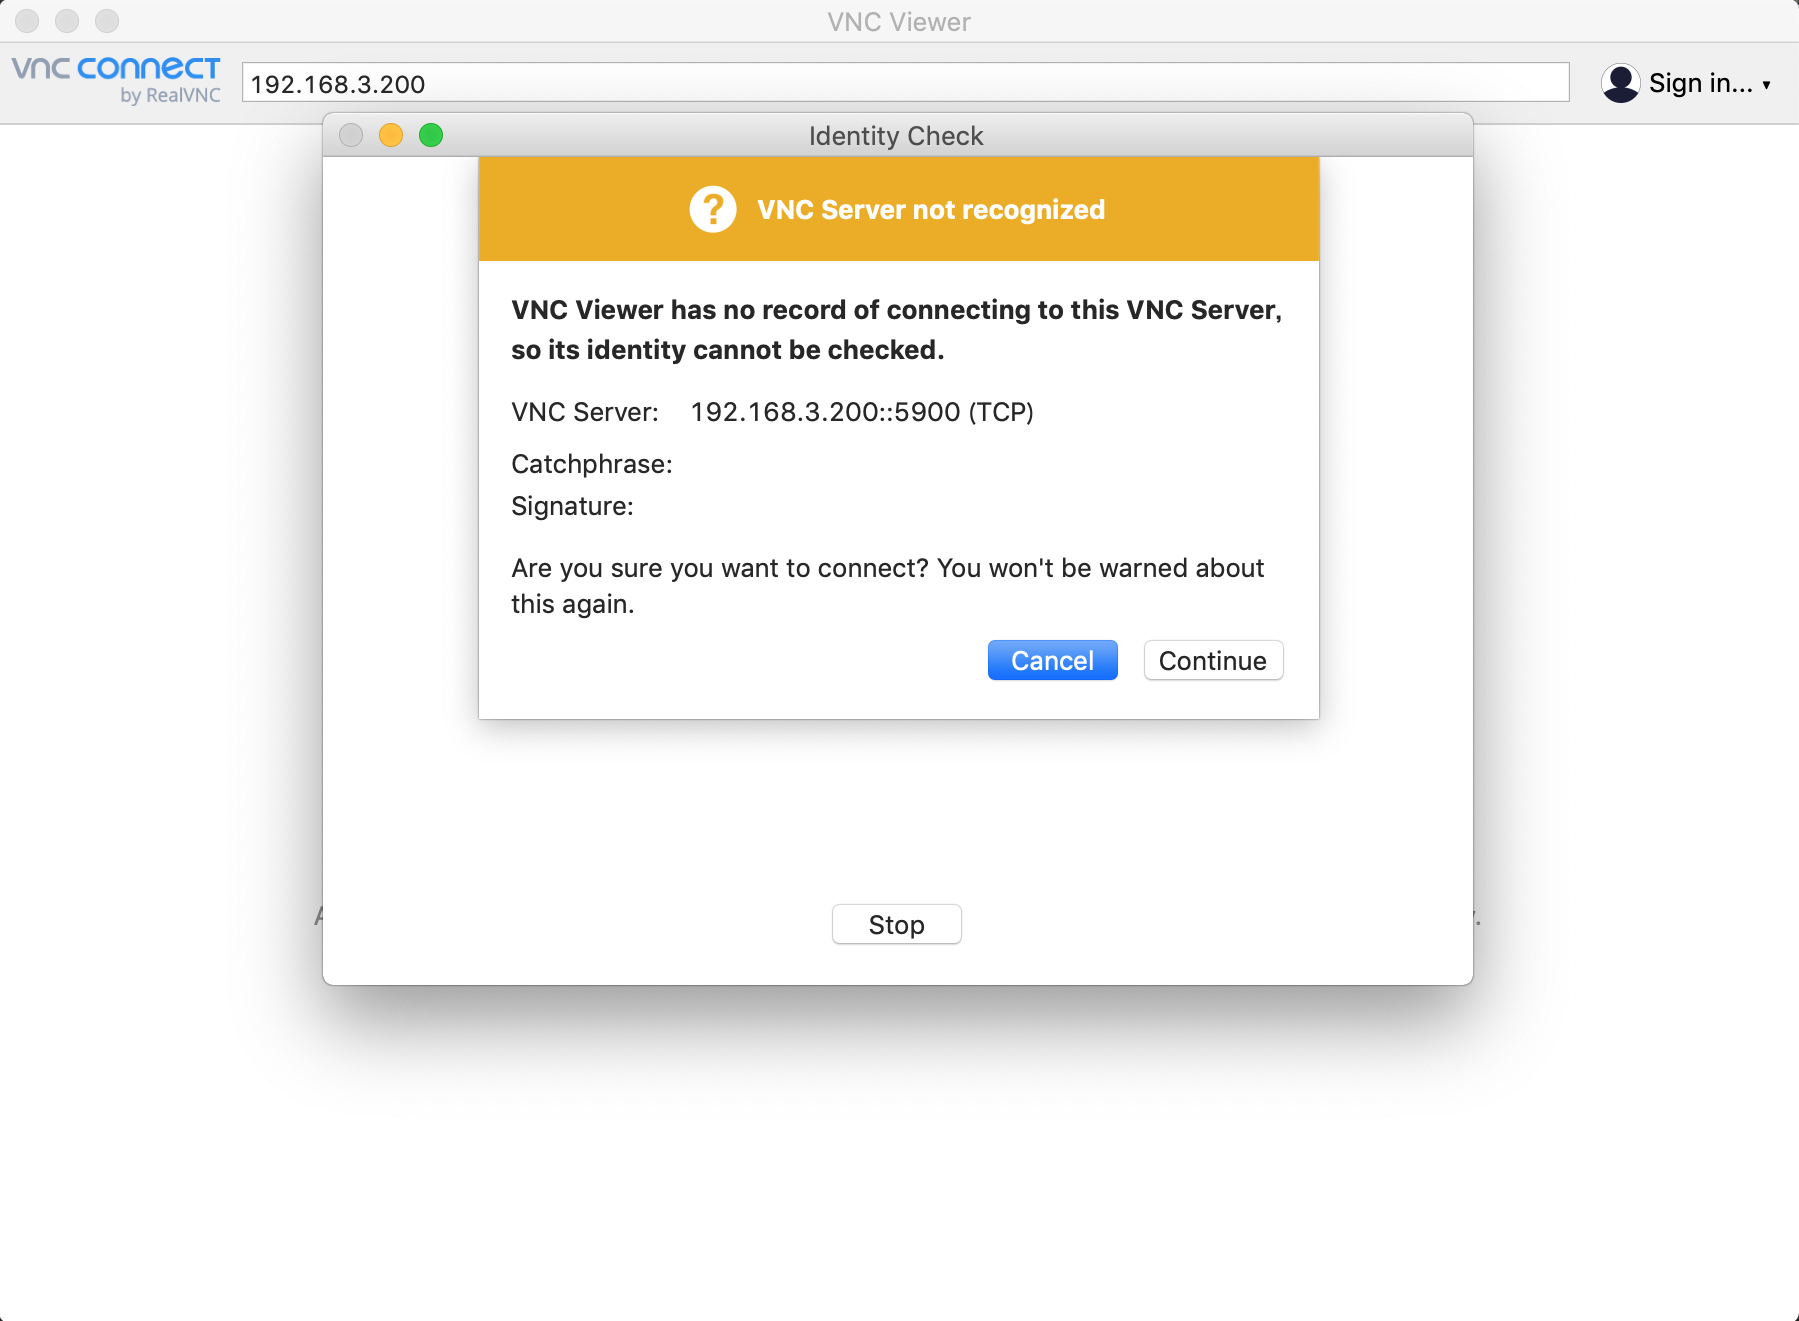 VNC Viewer
vnc connect
by RealVNC
192.168.3.200
Sign in...
Identity Check
VNC Server not recognized
VNC Viewer has no record of connecting to this VNC Server,
so its identity cannot be checked.
VNC Server: 192.168.3.200::5900 (TCP)
Catchphrase:
Signature:
Are you sure you want to connect? You won't be warned about
this again.
Cancel
Continue
Stop